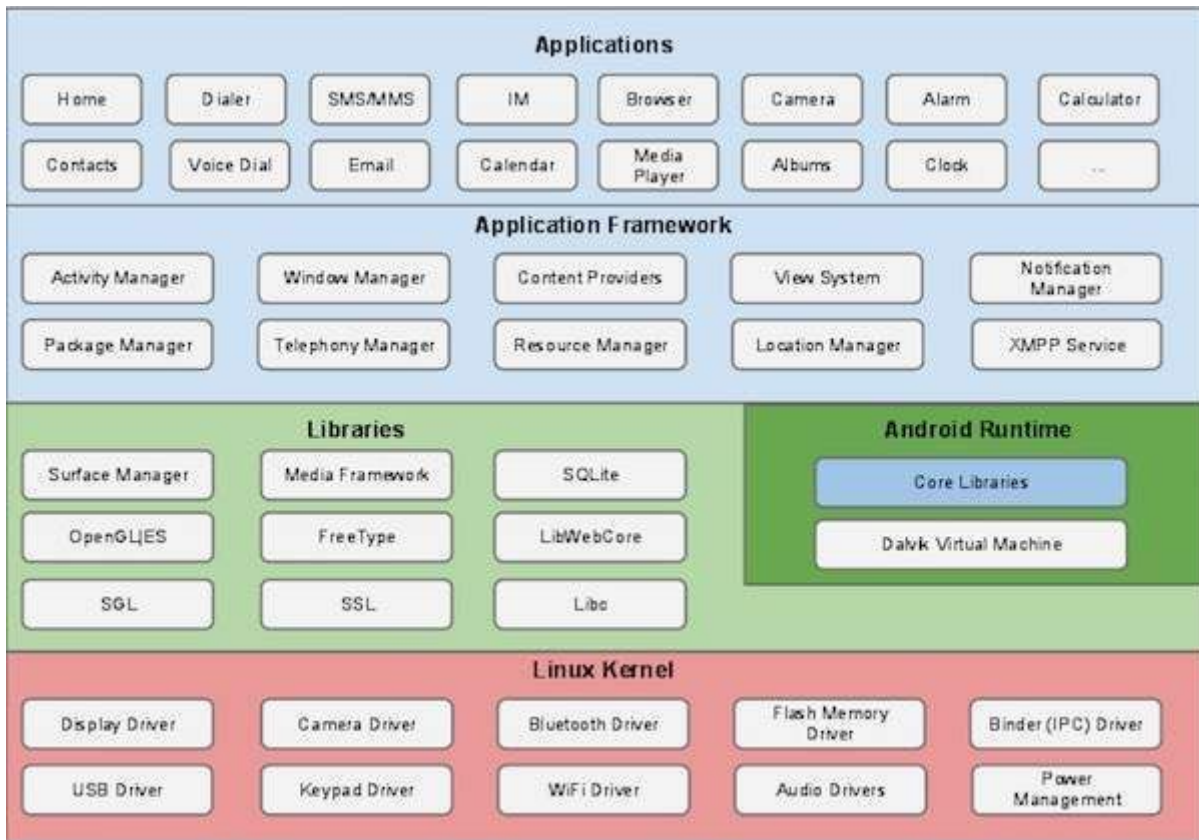 Applications
Home
Dialer
SMS/MMS
IM
Browser
Camera
Alarm
Calculator
Contacts
Voice Dial
Email
Calendar
Media
Player
Albums
Clock
...
Application Framework
Activity Manager
Window Manager
Content Providers
View System
Notification
Manager
Package Manager
Telephony Manager
Resource Manager
Location Manager
XMPP Service
Libraries
Surface Manager
Media Framework
SQLite
OpenGL|ES
FreeType
LibWebCore
SGL
SSL
Libc
Android Runtime
Core Libraries
Dalvik Virtual Machine
Linux Kernel
Display Driver
Camera Driver
Bluetooth Driver
Flash Memory
Driver
Binder (IPC) Driver
USB Driver
Keypad Driver
WiFi Driver
Audio Drivers
Power
Management